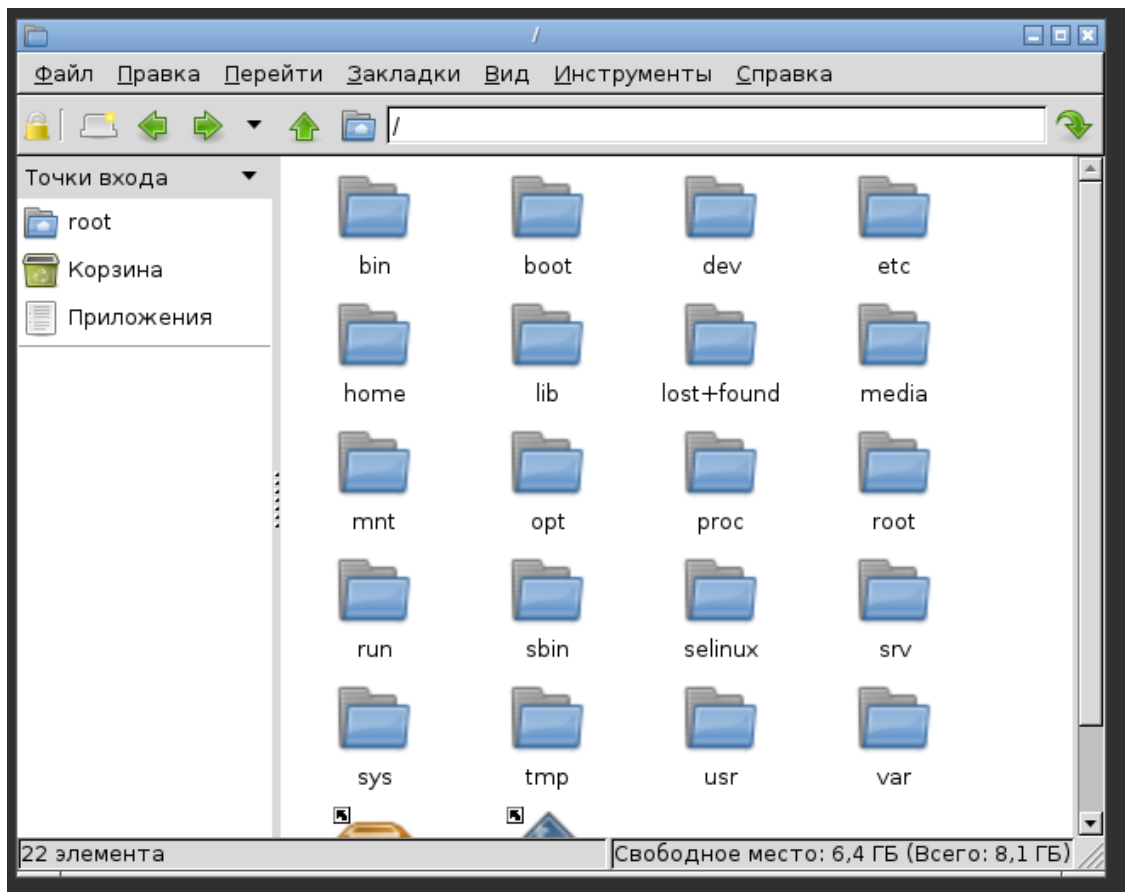 /
Файл Правка Перейти Закладки Вид Инструменты Справка
/
Точки входа
root
Корзина
Приложения
bin boot dev etc
home lib lost+found media
mnt opt proc root
run sbin selinux srv
sys tmp usr var
22 элемента Свободное место: 6,4 ГБ (Всего: 8,1 ГБ)